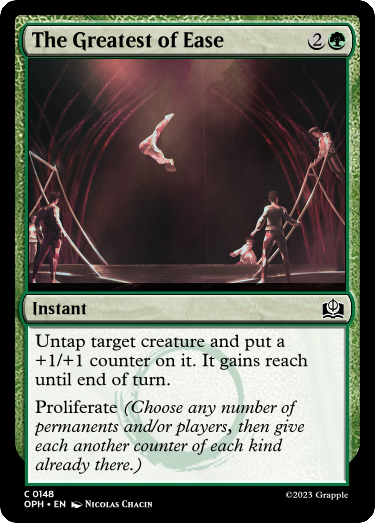 The Greatest of Ease 2
Instant
Untap target creature and put a
+1/+1 counter on it. It gains reach
until end of turn.
Proliferate (Choose any number of
permanents and/or players, then give
each another counter of each kind
already there.)
C 0148
OPH • EN Nicolas Chacin
©2023 Grapple